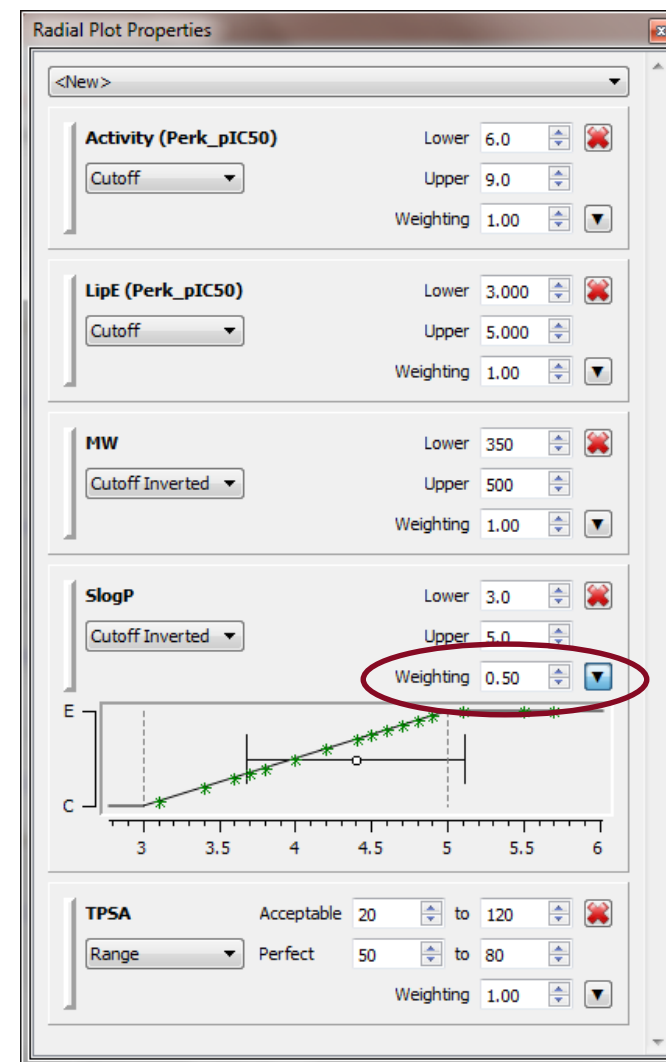 Radial Plot Properties
<New>
Activity (Perk_pIC50) Lower 6.0
Cutoff Upper 9.0
Weighting 1.00
LipE (Perk_pIC50) Lower 3.000
Cutoff Upper 5.000
Weighting 1.00
MW Lower 350
Cutoff Inverted Upper 500
Weighting 1.00
SlogP Lower 3.0
Cutoff Inverted Upper 5.0
Weighting 0.50
E
C
3 3.5 4 4.5 5 5.5 6
TPSA Acceptable 20 to 120
Range Perfect 50 to 80
Weighting 1.00